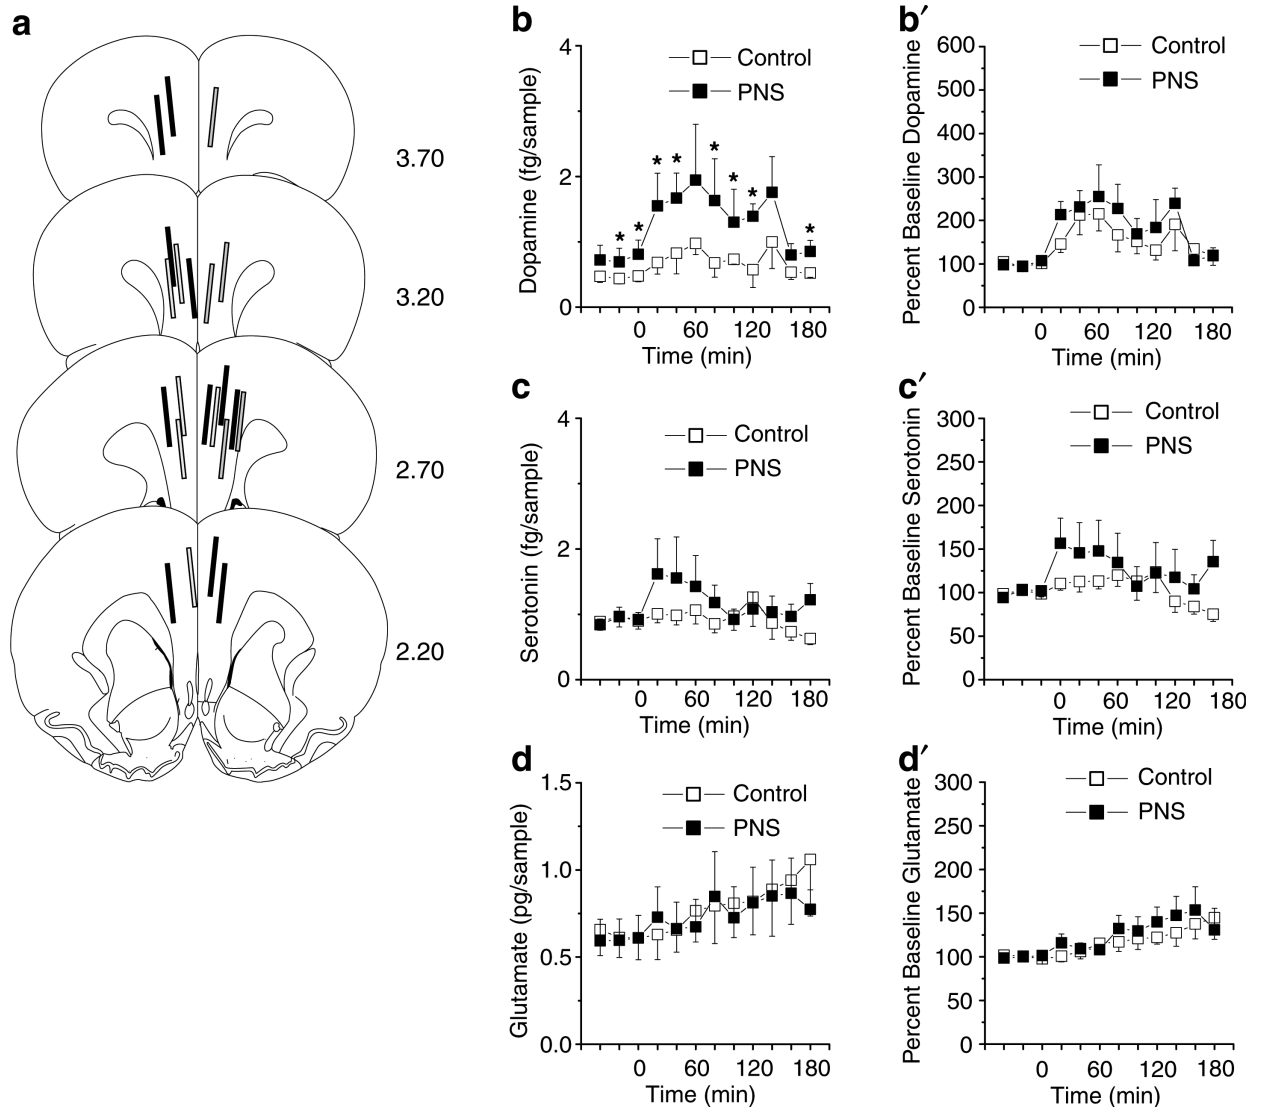 a
3.70
3.20
2.70
2.20
b
Dopamine (fg/sample)
4
2
0
Control
PNS
* * * * * * * * *
0 60 120 180
Time (min)
b′
Percent Baseline Dopamine
600
500
400
300
200
100
0
Control
PNS
0 60 120 180
Time (min)
c
Serotonin (fg/sample)
4
2
0
Control
PNS
0 60 120 180
Time (min)
c′
Percent Baseline Serotonin
300
250
200
150
100
50
0
Control
PNS
0 60 120 180
Time (min)
d
Glutamate (pg/sample)
1.5
1.0
0.5
0.0
Control
PNS
0 60 120 180
Time (min)
d′
Percent Baseline Glutamate
300
250
200
150
100
50
0
Control
PNS
0 60 120 180
Time (min)